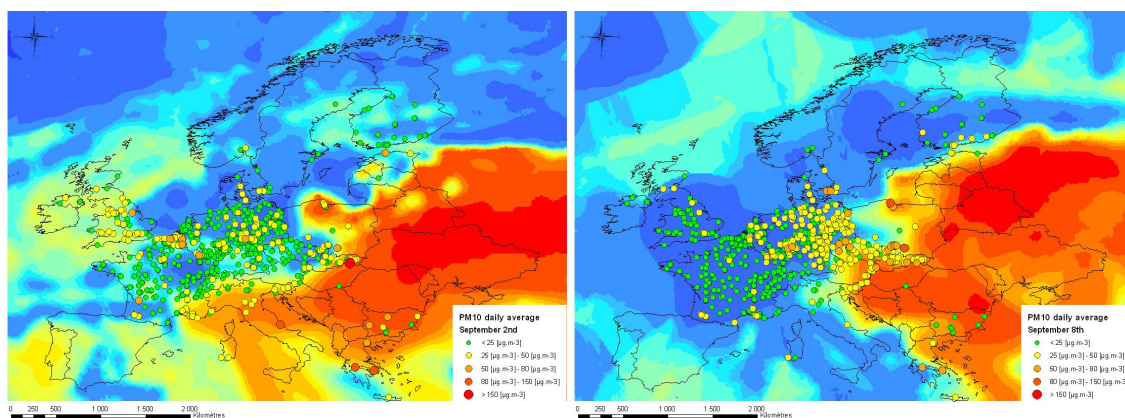 PM10 daily average
September 2nd
< 25 [µg.m-3]
25 [µg.m-3] - 50 [µg.m-3]
50 [µg.m-3] - 80 [µg.m-3]
80 [µg.m-3] - 150 [µg.m-3]
> 150 [µg.m-3]
0 250 500 1 000 1 500 2 000
Kilomètres
PM10 daily average
September 8th
< 25 [µg.m-3]
25 [µg.m-3] - 50 [µg.m-3]
50 [µg.m-3] - 80 [µg.m-3]
80 [µg.m-3] - 150 [µg.m-3]
> 150 [µg.m-3]
0 250 500 1 000 1 500 2 000
Kilomètres